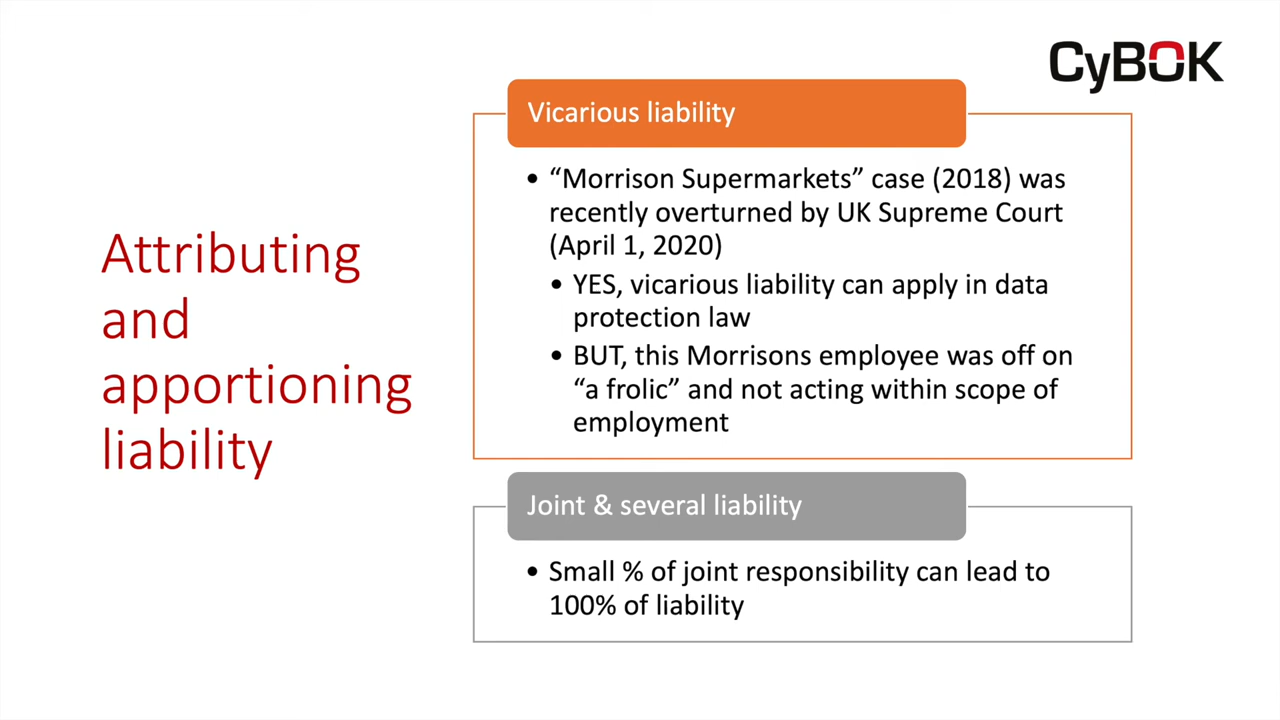 CyBOK
Attributing
and
apportioning
liability
Vicarious liability
• “Morrison Supermarkets” case (2018) was
recently overturned by UK Supreme Court
(April 1, 2020)
• YES, vicarious liability can apply in data
protection law
• BUT, this Morrisons employee was off on
“a frolic” and not acting within scope of
employment
Joint & several liability
• Small % of joint responsibility can lead to
100% of liability